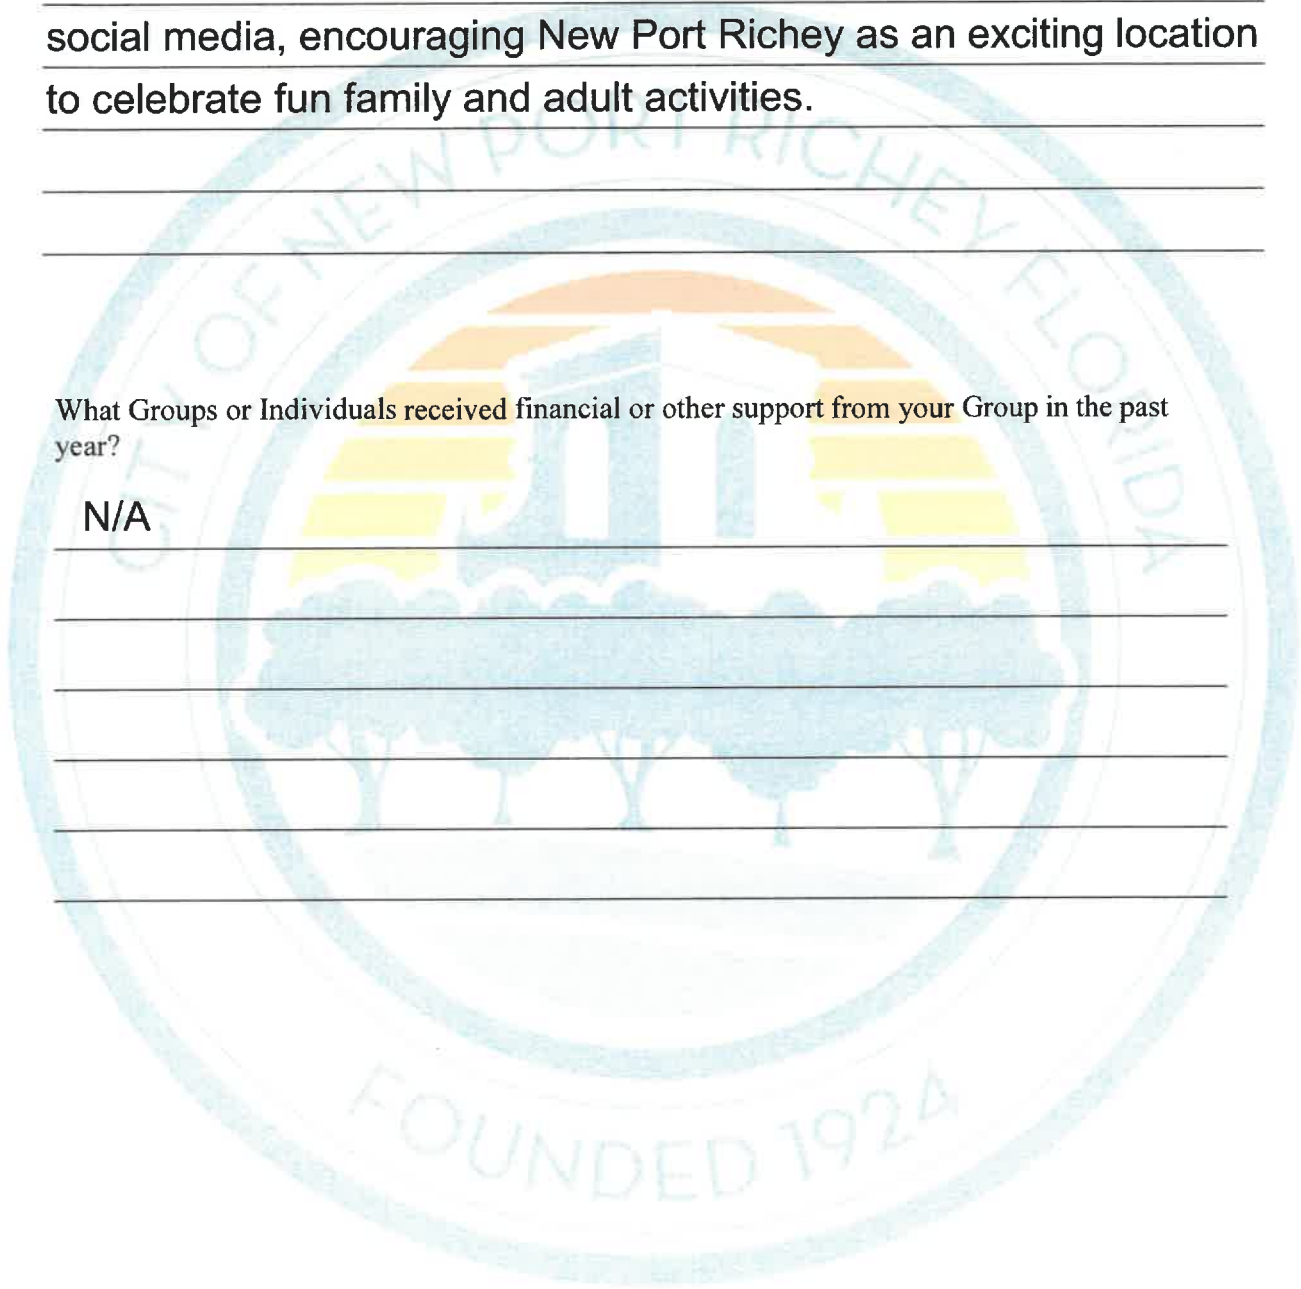 social media, encouraging New Port Richey as an exciting location
to celebrate fun family and adult activities.
CITY OF NEW PORT RICHEY FLORIDA
What Groups or Individuals received financial or other support from your Group in the past
year?
N/A
FOUNDED 1924